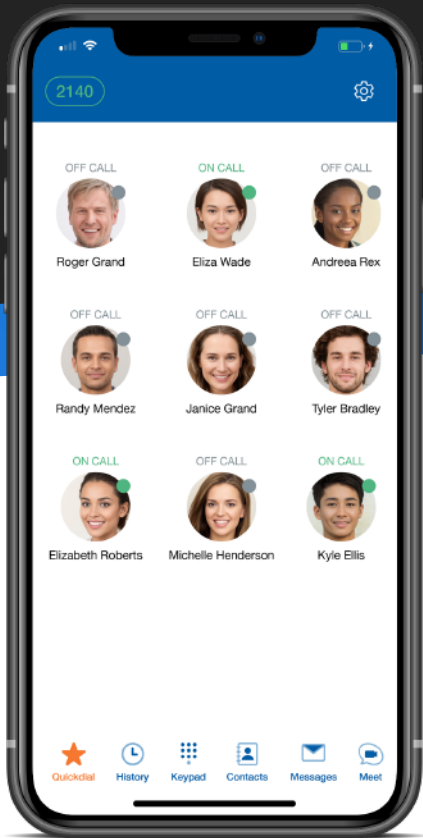 2140
OFF CALL ON CALL OFF CALL
Roger Grand Eliza Wade Andreea Rex
OFF CALL OFF CALL OFF CALL
Randy Mendez Janice Grand Tyler Bradley
ON CALL OFF CALL ON CALL
Elizabeth Roberts Michelle Henderson Kyle Ellis
Quickdial History Keypad Contacts Messages Meet